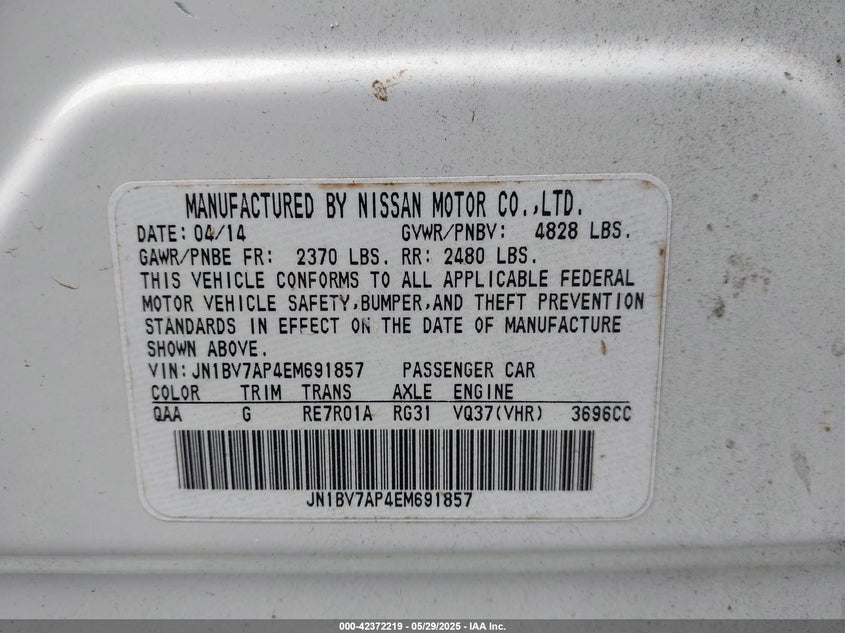 MANUFACTURED BY NISSAN MOTOR CO.,LTD.
DATE: 04/14 GVWR/PNBV: 4828 LBS.
GAWR/PNBE FR: 2370 LBS. RR: 2480 LBS.
THIS VEHICLE CONFORMS TO ALL APPLICABLE FEDERAL
MOTOR VEHICLE SAFETY,BUMPER,AND THEFT PREVENTION
STANDARDS IN EFFECT ON THE DATE OF MANUFACTURE
SHOWN ABOVE.
VIN: JN1BV7AP4EM691857 PASSENGER CAR
COLOR TRIM TRANS AXLE ENGINE
QAA G RE7R01A RG31 VQ37(VHR) 3696CC
JN1BV7AP4EM691857
000-42372219 - 05/29/2025 - IAA Inc.